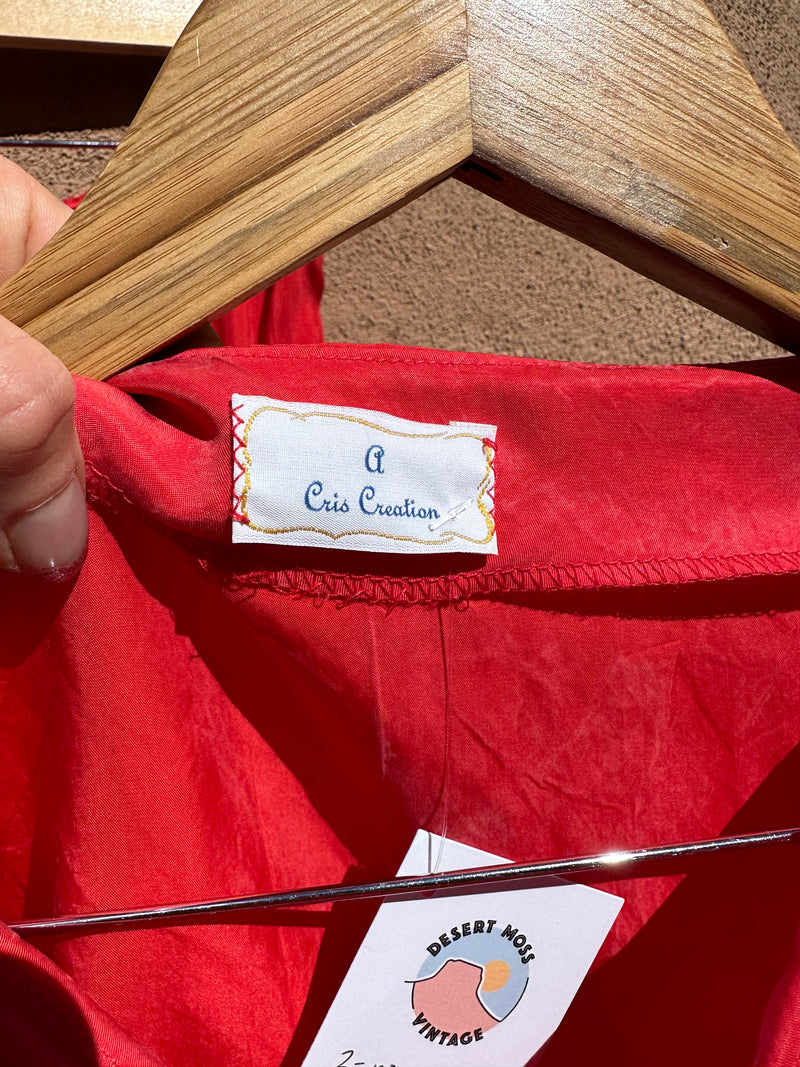 A
Cris Creation
DESERT MOSS
VINTAGE